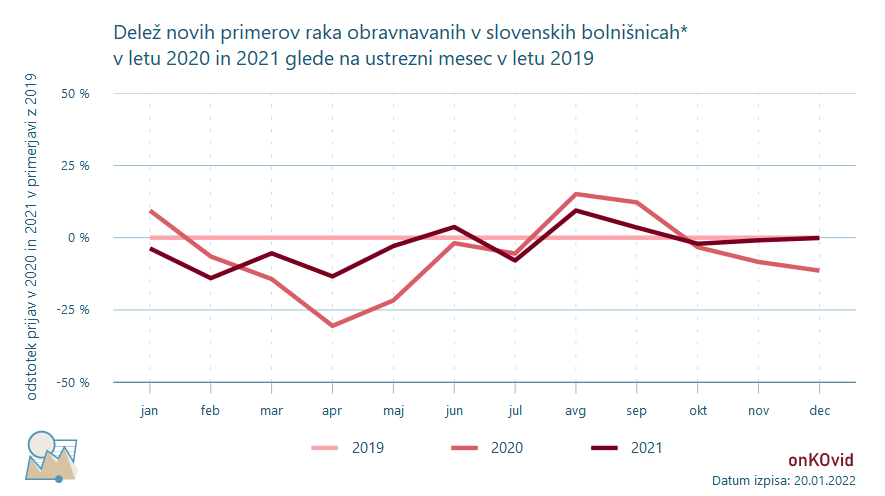 Delež novih primerov raka obravnavanih v slovenskih bolnišnicah*
v letu 2020 in 2021 glede na ustrezni mesec v letu 2019
odstotek prijav v 2020 in 2021 v primerjavi z 2019
50 %
25 %
0 %
-25 %
-50 %
jan feb mar apr maj jun jul avg sep okt nov dec
2019 2020 2021
onKOvid
Datum izpisa: 20.01.2022